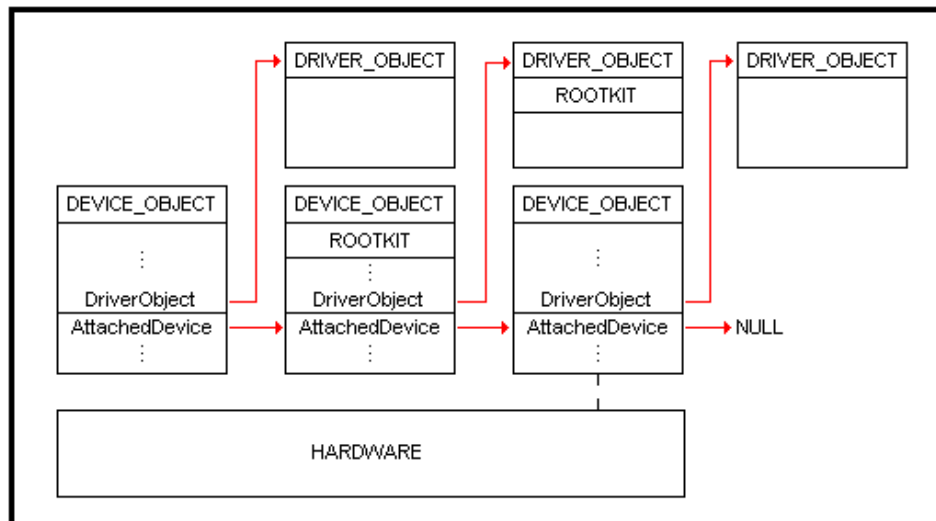 DRIVER_OBJECT
DRIVER_OBJECT
ROOTKIT
DRIVER_OBJECT
DEVICE_OBJECT
⋮
DriverObject
AttachedDevice
⋮
DEVICE_OBJECT
ROOTKIT
⋮
DriverObject
AttachedDevice
⋮
DEVICE_OBJECT
⋮
DriverObject
AttachedDevice
⋮
NULL
HARDWARE